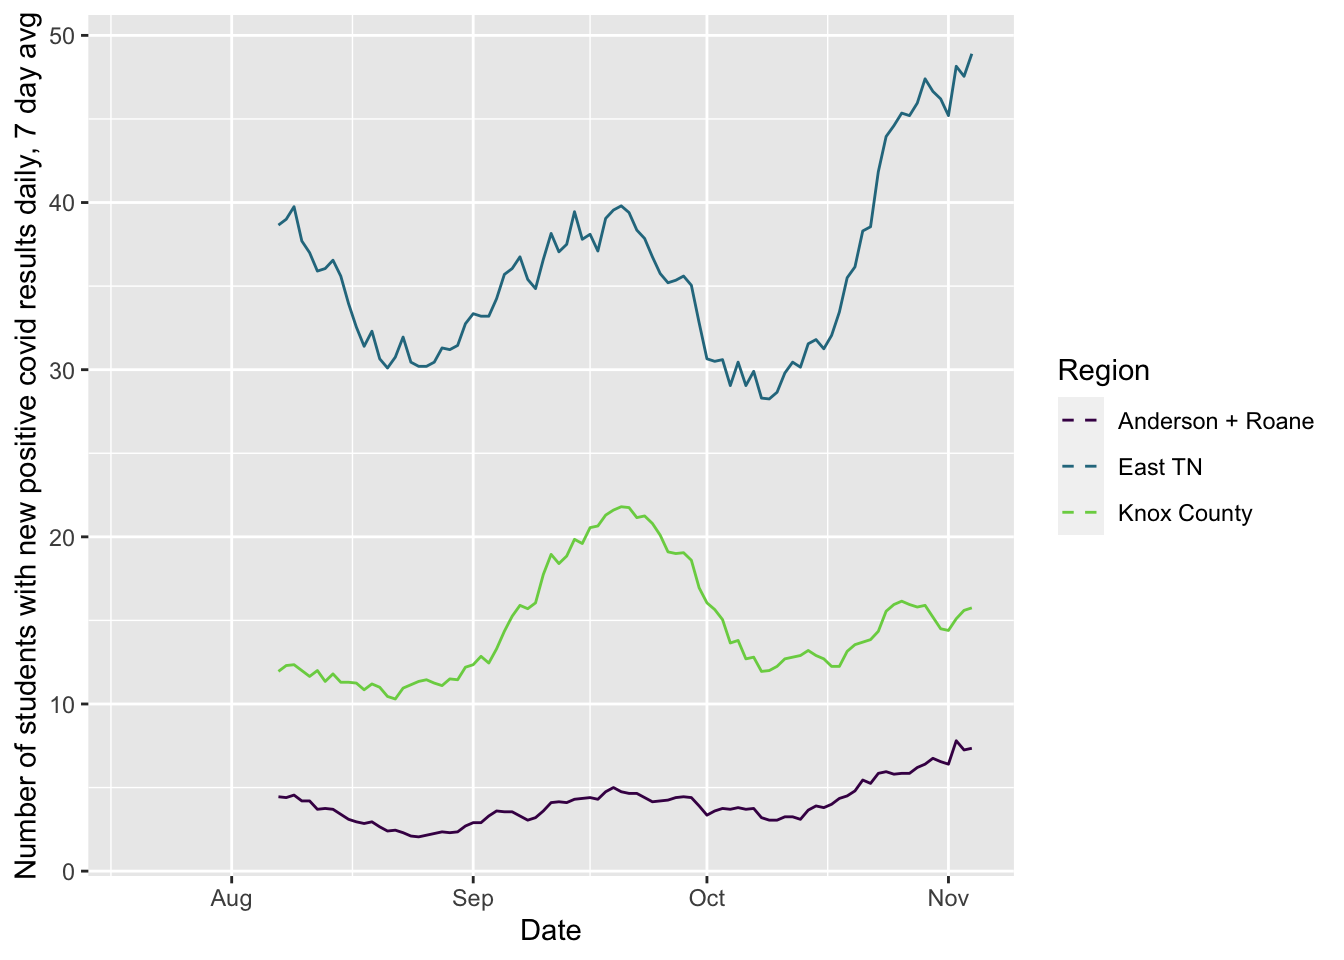 Number of students with new positive covid results daily, 7 day avg
50
40
30
20
10
0
Aug
Sep
Oct
Nov
Date
Region
Anderson + Roane
East TN
Knox County